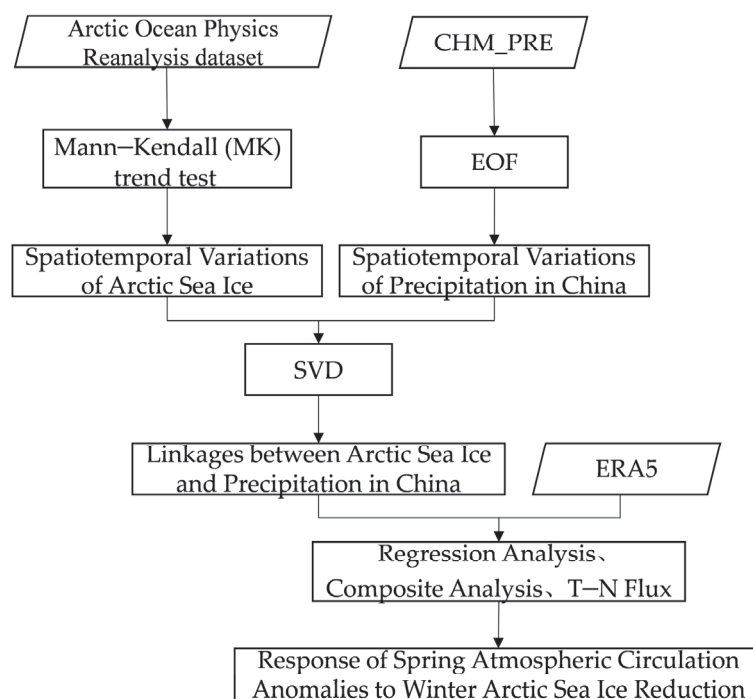 Arctic Ocean Physics
Reanalysis dataset
CHM_PRE
Mann−Kendall (MK)
trend test
EOF
Spatiotemporal Variations
of Arctic Sea Ice
Spatiotemporal Variations
of Precipitation in China
SVD
Linkages between Arctic Sea Ice
and Precipitation in China
ERA5
Regression Analysis、
Composite Analysis、T−N Flux
Response of Spring Atmospheric Circulation
Anomalies to Winter Arctic Sea Ice Reduction